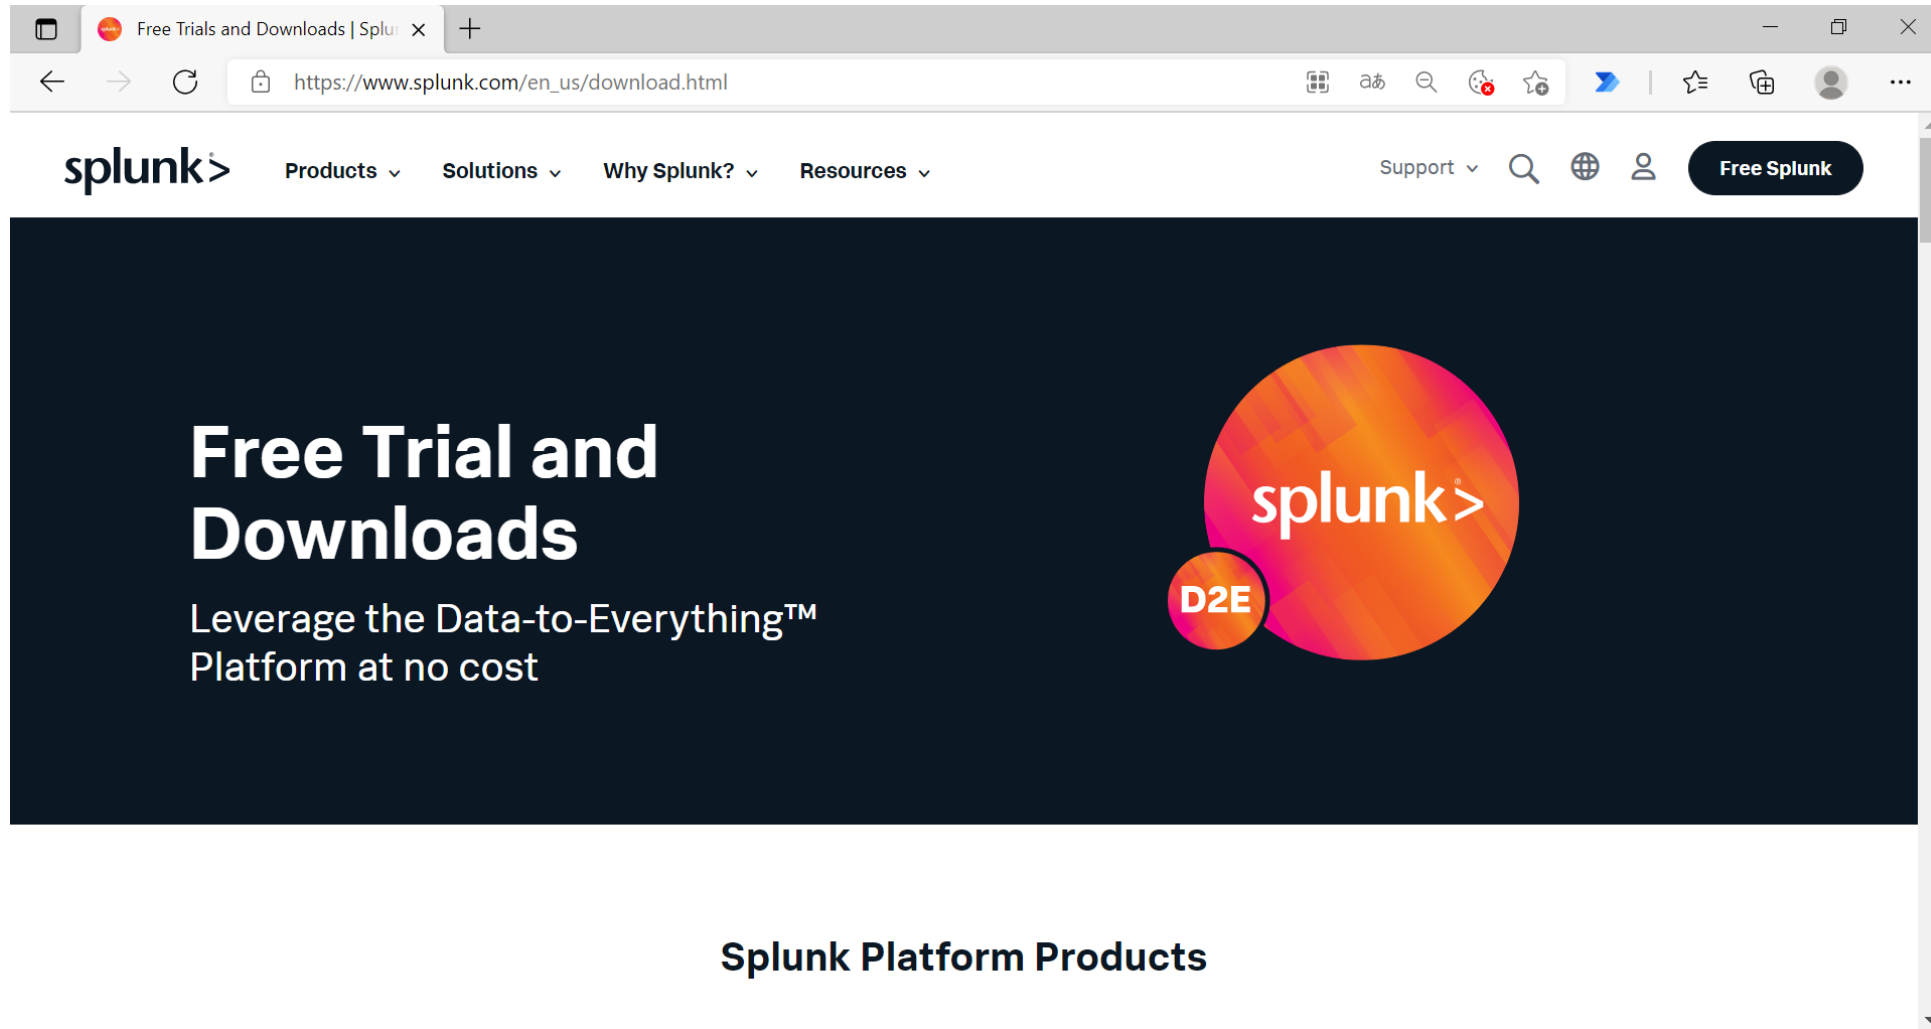 Free Trials and Downloads | Splu
https://www.splunk.com/en_us/download.html
aあ
splunk>
Products
Solutions
Why Splunk?
Resources
Support
Free Splunk
Free Trial and
Downloads
Leverage the Data-to-Everything™
Platform at no cost
splunk>
D2E
Splunk Platform Products